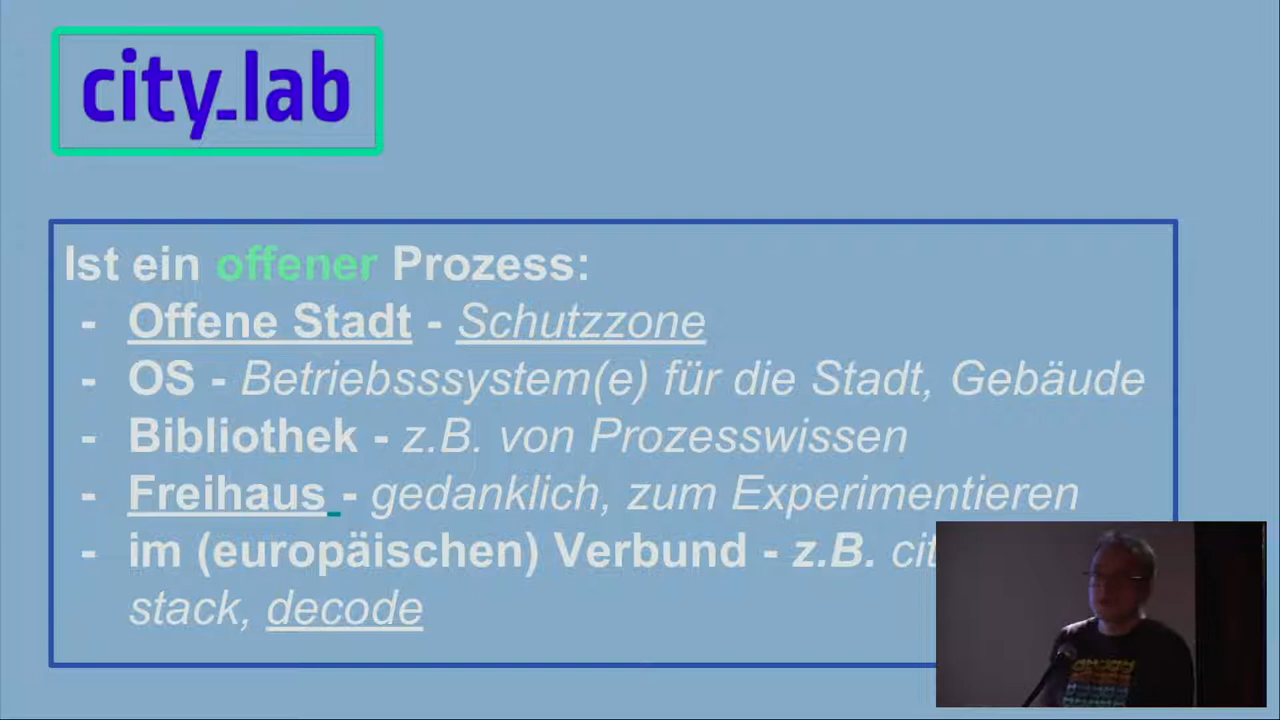 city_lab
Ist ein offener Prozess:
- Offene Stadt - Schutzzone
- OS - Betriebsssystem(e) für die Stadt, Gebäude
- Bibliothek - z.B. von Prozesswissen
- Freihaus - gedanklich, zum Experimentieren
- im (europäischen) Verbund - z.B.
stack, decode